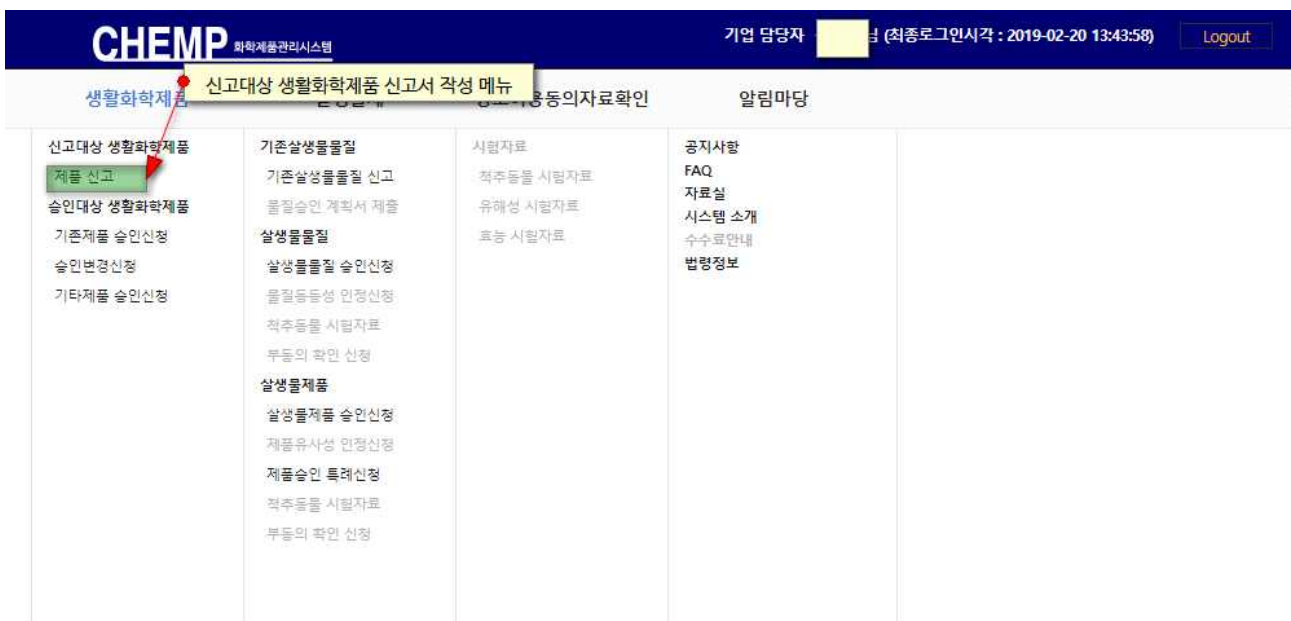 CHEMP 화학제품관리시스템
기업 담당자 님 (최종로그인시각 : 2019-02-20 13:43:58)
Logout
신고대상 생활화학제품 신고서 작성 메뉴
생활화학제품
알림마당
신고대상 생활화학제품
제품 신고
승인대상 생활화학제품
기존제품 승인신청
승인변경신청
기타제품 승인신청
기존살생물물질
기존살생물물질 신고
물질승인 계획서 제출
살생물물질
살생물물질 승인신청
물질동등성 인정신청
척추동물 시험자료
부동의 확인 신청
살생물제품
살생물제품 승인신청
제품유사성 인정신청
제품승인 특례신청
척추동물 시험자료
부동의 확인 신청
시험자료
척추동물 시험자료
유해성 시험자료
효능 시험자료
공지사항
FAQ
자료실
시스템 소개
수수료안내
법령정보